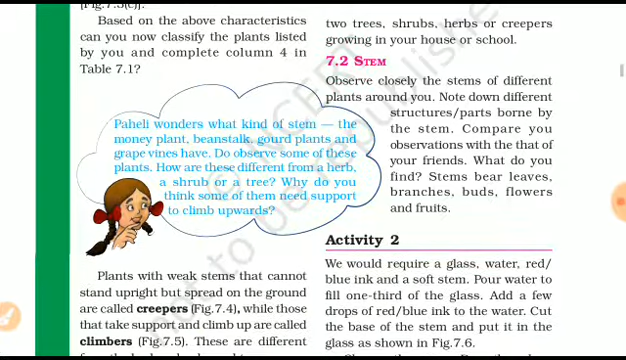 [Fig.7.3(c)].
Based on the above characteristics
can you now classify the plants listed
by you and complete column 4 in
Table 7.1?
Paheli wonders what kind of stem — the
money plant, beanstalk, gourd plants and
grape vines have. Do observe some of these
plants. How are these different from a herb,
a shrub or a tree? Why do you
think some of them need support
to climb upwards?
Plants with weak stems that cannot
stand upright but spread on the ground
are called creepers (Fig.7.4), while those
that take support and climb up are called
climbers (Fig.7.5). These are different
two trees, shrubs, herbs or creepers
growing in your house or school.
7.2 STEM
Observe closely the stems of different
plants around you. Note down different
structures/parts borne by
the stem. Compare you
observations with the that of
your friends. What do you
find? Stems bear leaves,
branches, buds, flowers
and fruits.
Activity 2
We would require a glass, water, red/
blue ink and a soft stem. Pour water to
fill one-third of the glass. Add a few
drops of red/blue ink to the water. Cut
the base of the stem and put it in the
glass as shown in Fig.7.6.
not to be